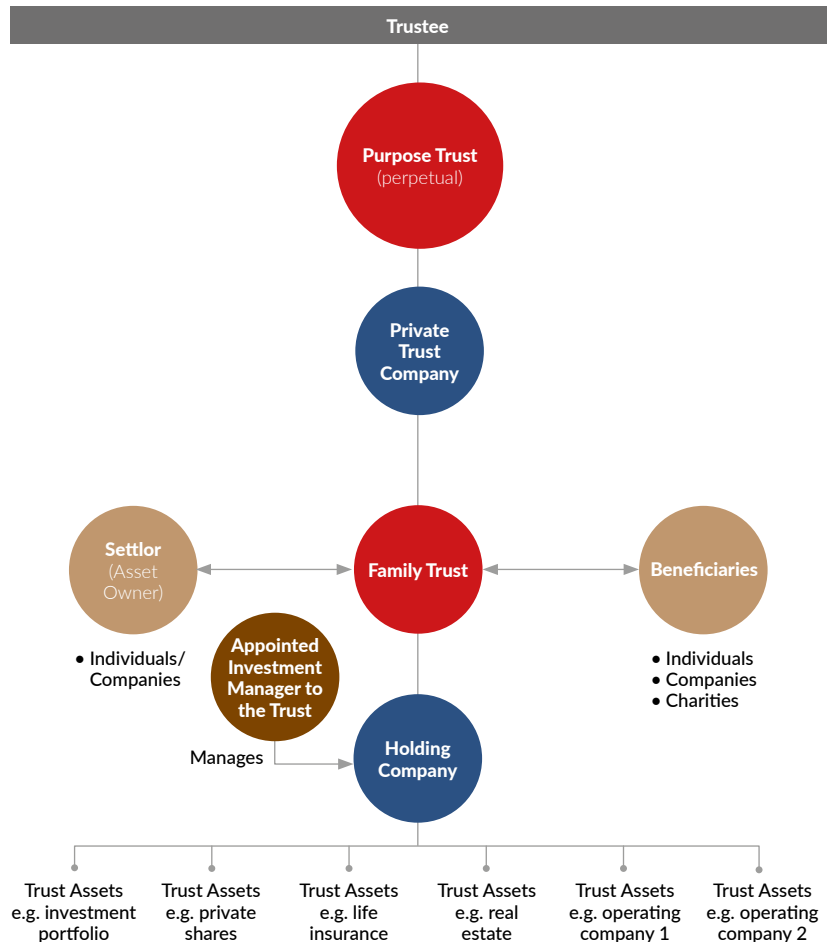 Trustee
Purpose Trust
(perpetual)
Private
Trust
Company
Settlor
(Asset
Owner)
Family Trust
Beneficiaries
• Individuals/
Companies
Appointed
Investment
Manager to
the Trust
• Individuals
• Companies
• Charities
Manages
Holding
Company
Trust Assets
e.g. investment
portfolio
Trust Assets
e.g. private
shares
Trust Assets
e.g. life
insurance
Trust Assets
e.g. real
estate
Trust Assets
e.g. operating
company 1
Trust Assets
e.g. operating
company 2